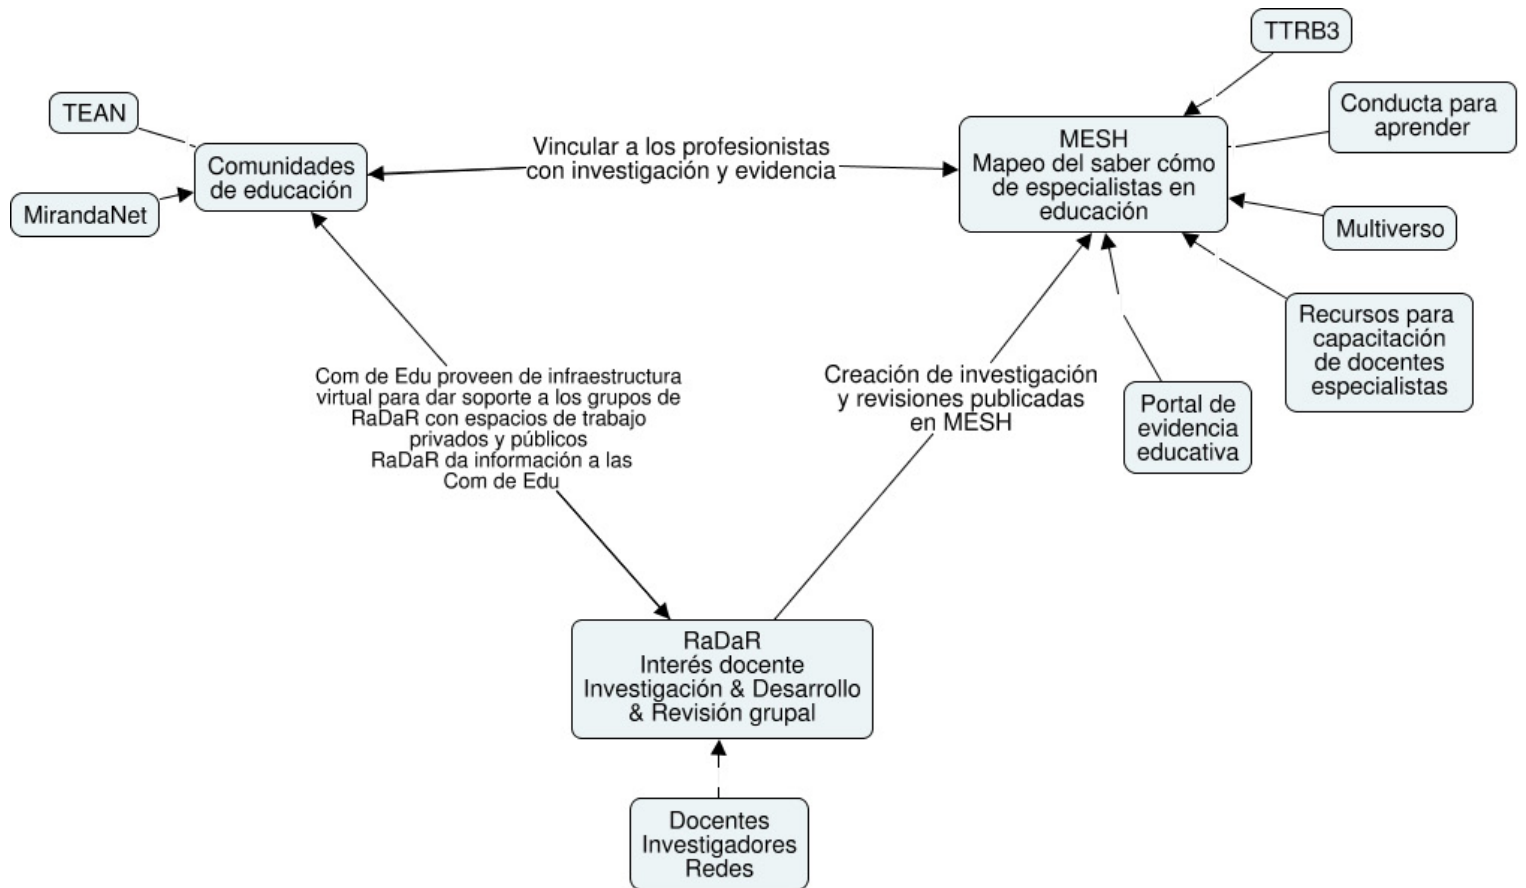 TTRB3
TEAN
Conducta para
aprender
Vincular a los profesionistas
con investigación y evidencia
MESH
Mapeo del saber cómo
de especialistas en
educación
Comunidades
de educación
MirandaNet
Multiverso
Recursos para
capacitación
de docentes
especialistas
Com de Edu proveen de infraestructura
virtual para dar soporte a los grupos de
RaDaR con espacios de trabajo
privados y públicos
RaDaR da información a las
Com de Edu
Creación de investigación
y revisiones publicadas
en MESH
Portal de
evidencia
educativa
RaDaR
Interés docente
Investigación & Desarrollo
& Revisión grupal
Docentes
Investigadores
Redes